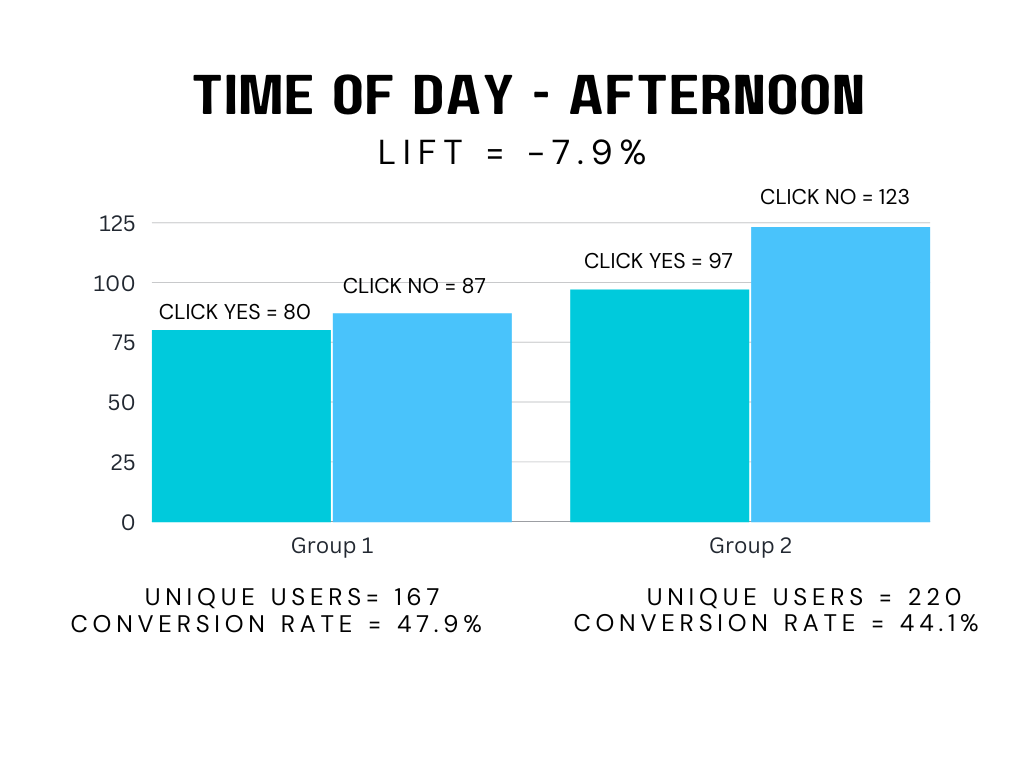 TIME OF DAY - AFTERNOON
LIFT = -7.9%
CLICK NO = 123
125
CLICK YES = 97
100
CLICK NO = 87
CLICK YES = 80
75
50
25
0
Group 1
Group 2
UNIQUE USERS= 167
CONVERSION RATE = 47.9%
UNIQUE USERS = 220
CONVERSION RATE = 44.1%